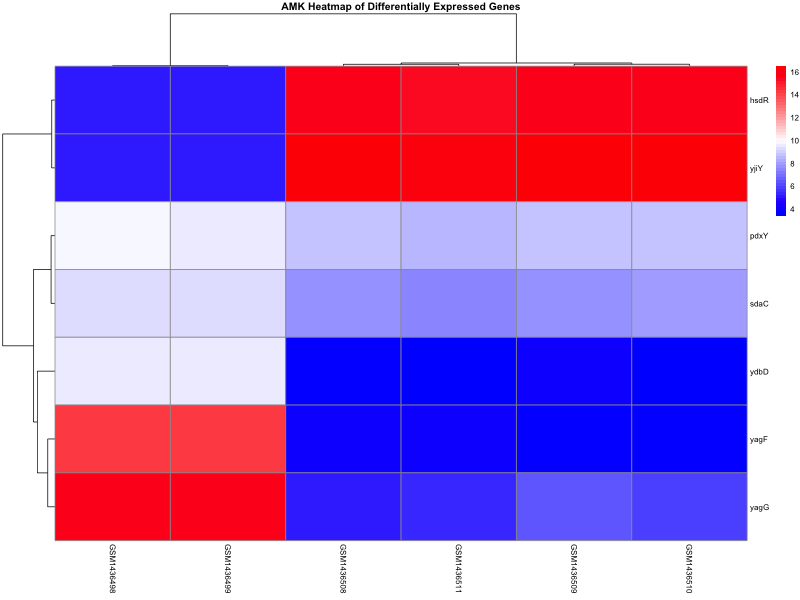 AMK Heatmap of Differentially Expressed Genes
16
14
12
10
8
6
4
hsdR
yjiY
pdxY
sdaC
ydbD
yagF
yagG
GSM1436498
GSM1436499
GSM1436508
GSM1436511
GSM1436509
GSM1436510